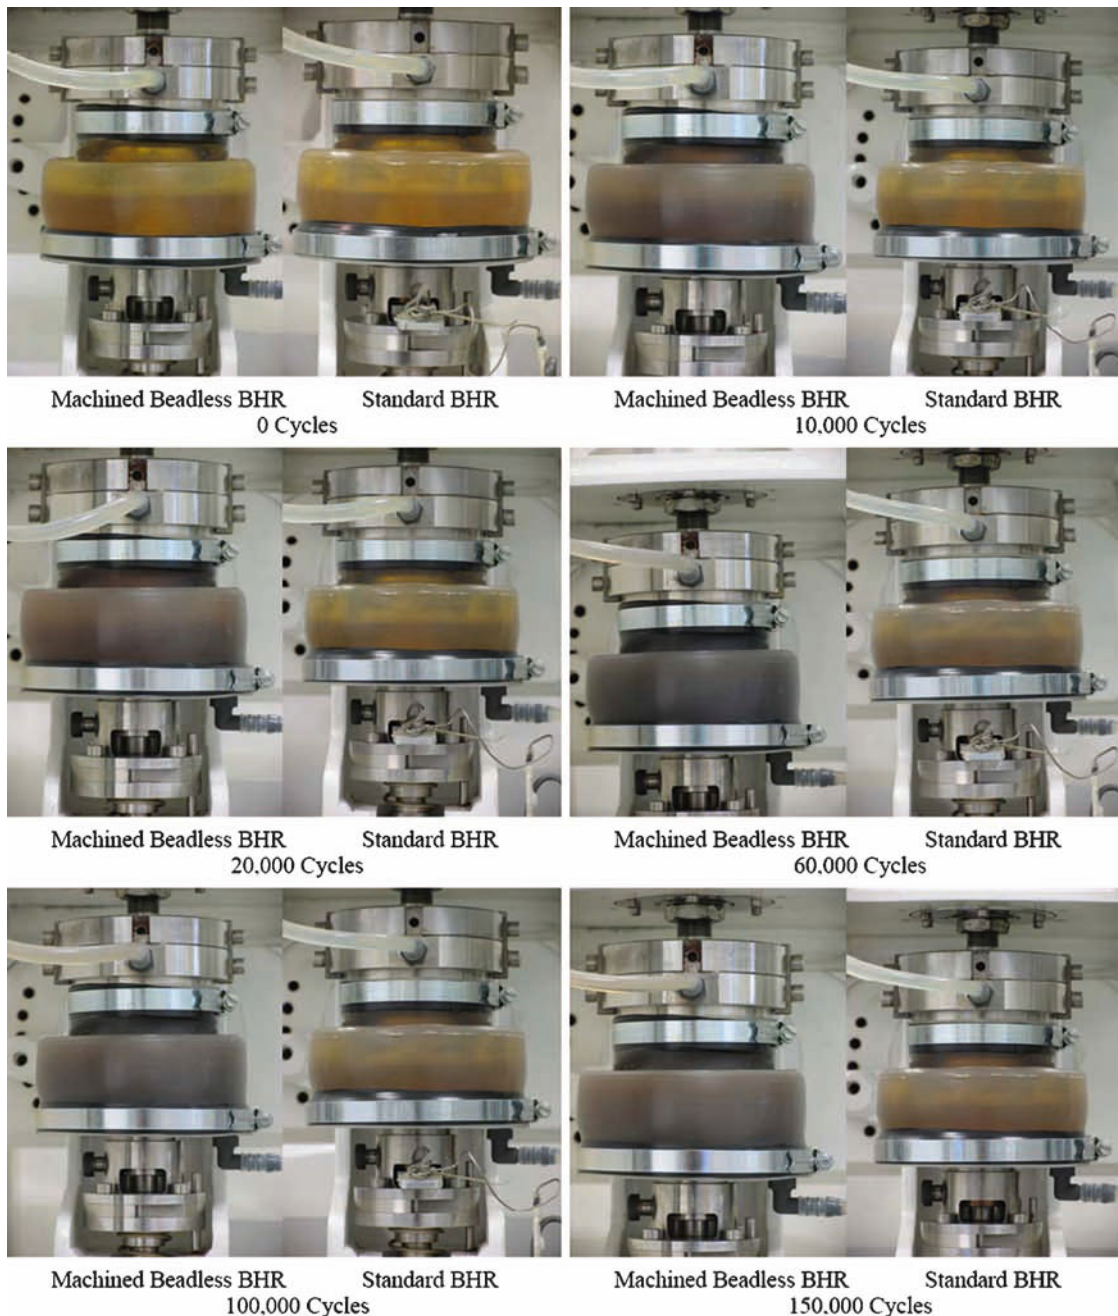 Machined Beadless BHR Standard BHR
0 Cycles
Machined Beadless BHR Standard BHR
10,000 Cycles
Machined Beadless BHR Standard BHR
20,000 Cycles
Machined Beadless BHR Standard BHR
60,000 Cycles
Machined Beadless BHR Standard BHR
100,000 Cycles
Machined Beadless BHR Standard BHR
150,000 Cycles